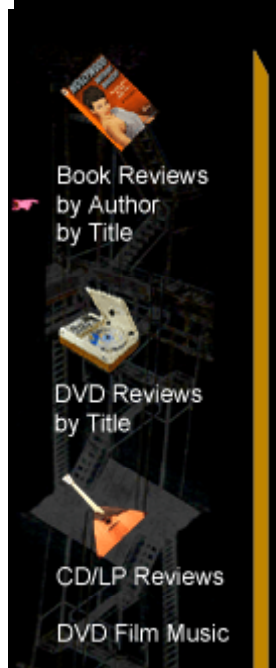 Book Reviews
by Author
by Title
DVD Reviews
by Title
CD/LP Reviews
DVD Film Music